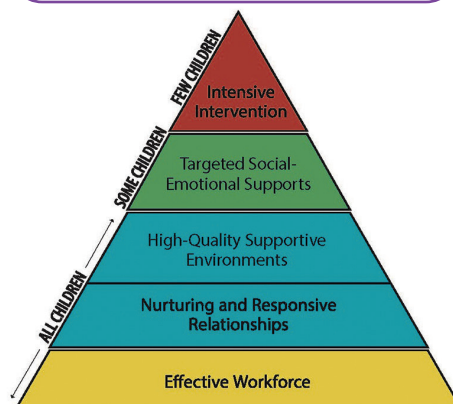 FEW CHILDREN
Intensive
Intervention
SOME CHILDREN
Targeted Social-
Emotional Supports
High-Quality Supportive
Environments
ALL CHILDREN
Nurturing and Responsive
Relationships
Effective Workforce